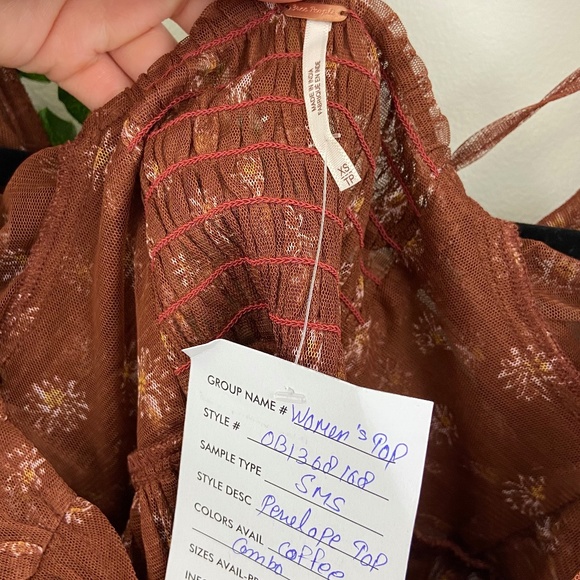 MADE IN INDIA
FABRIQUE EN INDE
XS/
TP
GROUP NAME # Women's Top
STYLE # OB1368168
SAMPLE TYPE SMS
STYLE DESC Penelope Top
COLORS AVAIL Coffee
Combo
SIZES AVAIL-